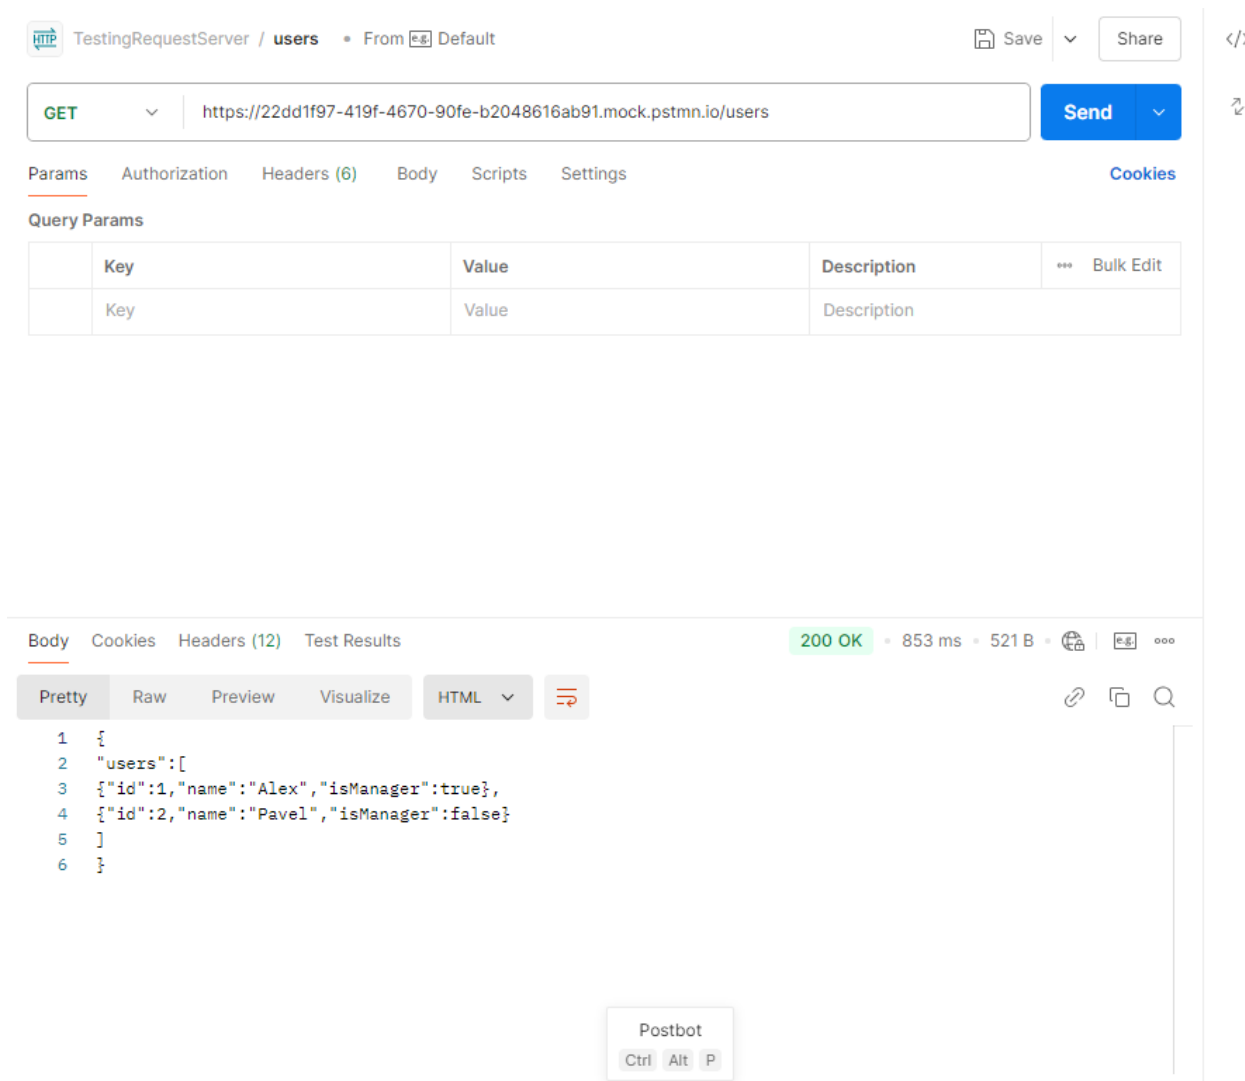 HTTP TestingRequestServer / users • From e.g. Default Save Share
GET https://22dd1f97-419f-4670-90fe-b2048616ab91.mock.pstmn.io/users Send
Params Authorization Headers (6) Body Scripts Settings Cookies
Query Params
Key Value Description ••• Bulk Edit
Key Value Description
Body Cookies Headers (12) Test Results 200 OK • 853 ms • 521 B • e.g. •••
Pretty Raw Preview Visualize HTML
1 {
2 "users":[
3 {"id":1,"name":"Alex","isManager":true},
4 {"id":2,"name":"Pavel","isManager":false}
5 ]
6 }
Postbot
Ctrl Alt P